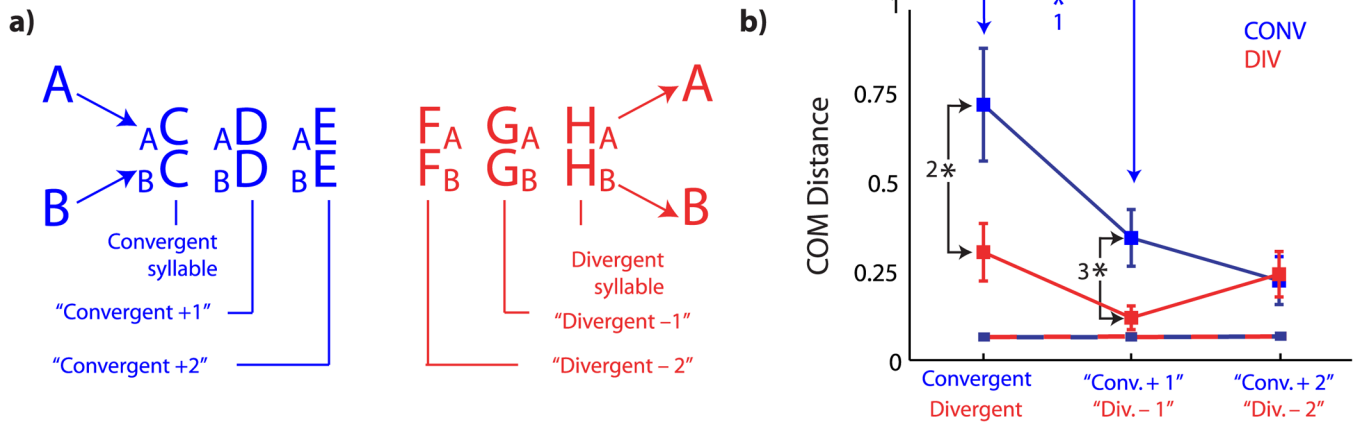 a)
A
AC AD AE
BC BD BE
B
Convergent
syllable
“Convergent +1”
“Convergent +2”
A
FA GA HA
FB GB HB
B
Divergent
syllable
“Divergent –1”
“Divergent – 2”
b)
1
*
1
CONV
DIV
COM Distance
0.75
0.5
0.25
0
2*
3*
Convergent “Conv. + 1” “Conv. + 2”
Divergent “Div. – 1” “Div. – 2”